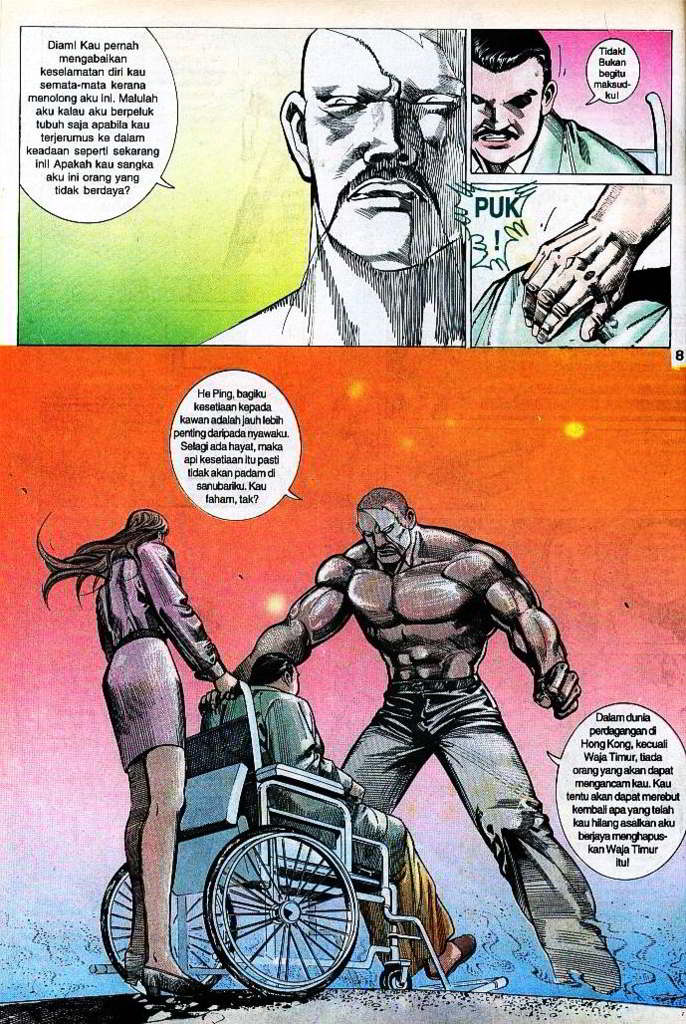 Diam! Kau pernah
mengabaikan
keselamatan diri kau
semata-mata kerana
menolong aku ini. Malulah
aku kalau aku berpeluk
tubuh saja apabila kau
terjerumus ke dalam
keadaan seperti sekarang
ini! Apakah kau sangka
aku ini orang yang
tidak berdaya?
Tidak!
Bukan
begitu
maksud-
ku!
PUK
!
8
He Ping, bagiku
kesetiaan kepada
kawan adalah jauh lebih
penting daripada nyawaku.
Selagi ada hayat, maka
api kesetiaan itu pasti
tidak akan padam di
sanubariku. Kau
faham, tak?
Dalam dunia
perdagangan di
Hong Kong, kecuali
Waja Timur, tiada
orang yang akan dapat
mengancam kau. Kau
tentu akan dapat merebut
kembali apa yang telah
kau hilang asalkan aku
berjaya menghapus-
kan Waja Timur
itu!